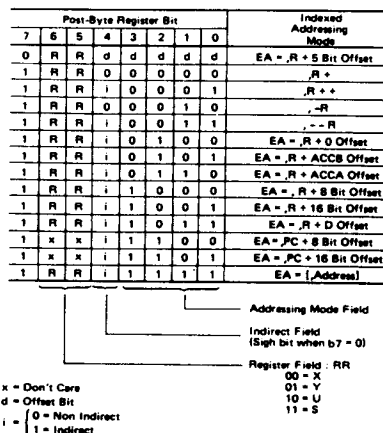 Post-Byte Register Bit Indexed Addressing Mode
7 6 5 4 3 2 1 0
0 R R d d d d d EA = ,R + 5 Bit Offset
1 R R 0 0 0 0 0 ,R +
1 R R i 0 0 0 1 ,R + +
1 R R 0 0 0 1 0 , -R
1 R R i 0 0 1 1 , - - R
1 R R i 0 1 0 0 EA = ,R + 0 Offset
1 R R i 0 1 0 1 EA = ,R + ACCB Offset
1 R R i 0 1 1 0 EA = ,R + ACCA Offset
1 R R i 1 0 0 0 EA = , R + 8 Bit Offset
1 R R i 1 0 0 1 EA = ,R + 16 Bit Offset
1 R R i 1 0 1 1 EA = ,R + D Offset
1 x x i 1 1 0 0 EA = ,PC + 8 Bit Offset
1 x x i 1 1 0 1 EA = ,PC + 16 Bit Offset
1 R R i 1 1 1 1 EA = [,Address]
Addressing Mode Field
Indirect Field
(Sigh bit when b7 = 0)
Register Field : RR
00 = X
01 = Y
10 = U
11 = S
x = Don't Care
d = Offset Bit
i = { 0 = Non Indirect
1 = Indirect